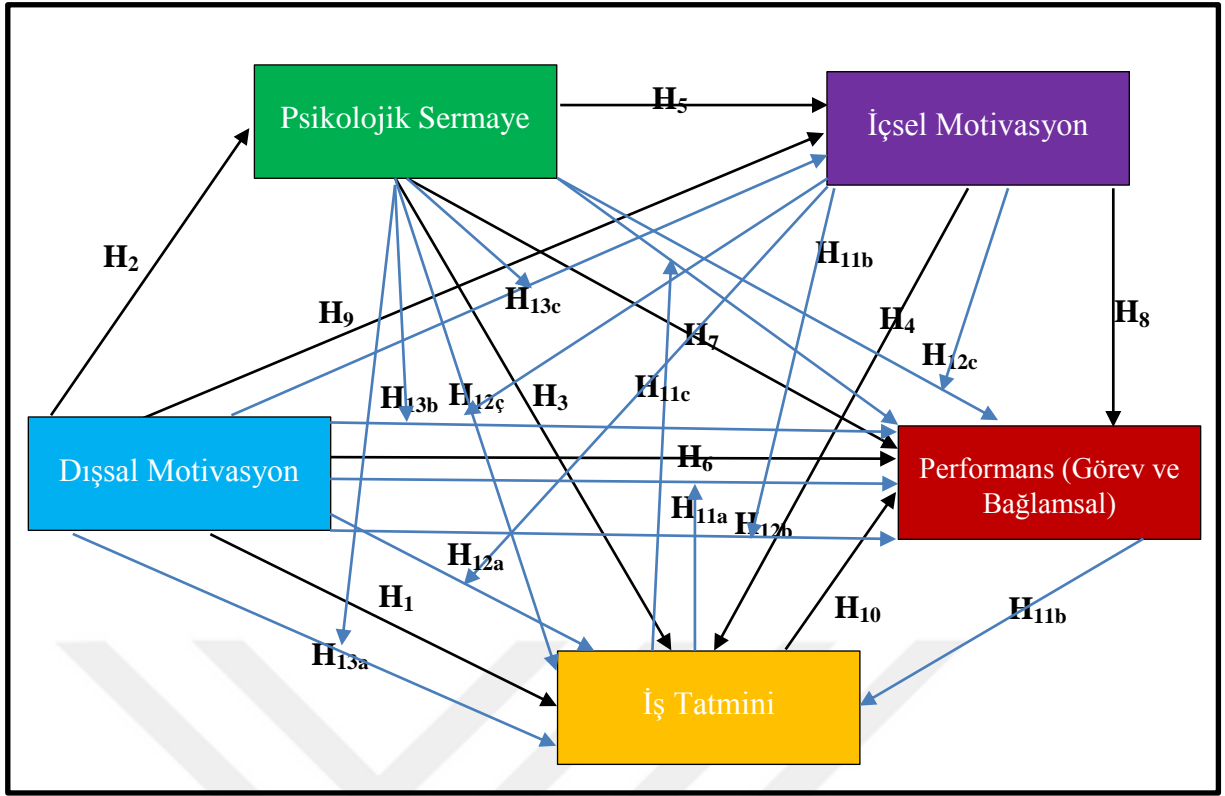 H5
Psikolojik Sermaye
İçsel Motivasyon
H2
H11b
H13c
H9
H7
H4
H8
H12c
H11c
H13b
H12ç
H3
Dışsal Motivasyon
H6
Performans (Görev ve
Bağlamsal)
H11a
H12b
H12a
H1
H10
H11b
H13a
İş Tatmini